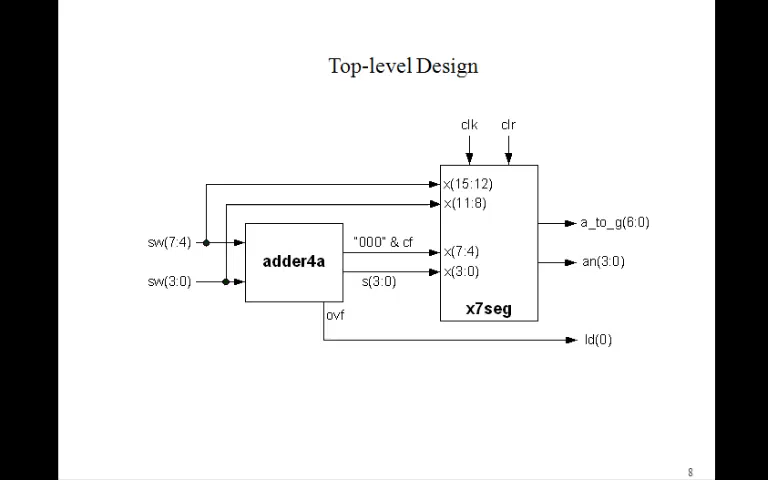 Top-level Design
clk clr
x(15:12)
x(11:8)
a_to_g(6:0)
sw(7:4)
"000" & cf
x(7:4)
adder4a
an(3:0)
x(3:0)
sw(3:0)
s(3:0)
x7seg
ovf
ld(0)
8